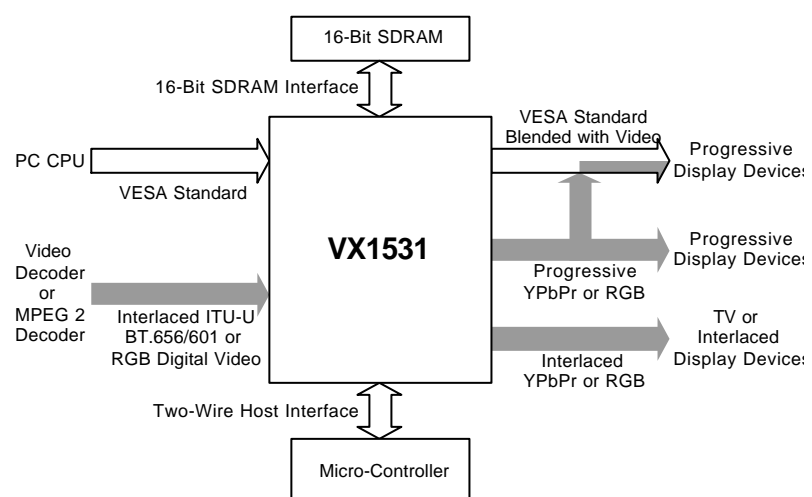 16-Bit SDRAM
16-Bit SDRAM Interface
VESA Standard
Blended with Video
PC CPU
VESA Standard
Progressive
Display Devices
VX1531
Video
Decoder
or
MPEG 2
Decoder
Interlaced ITU-U
BT.656/601 or
RGB Digital Video
Progressive
YPbPr or RGB
Progressive
Display Devices
Interlaced
YPbPr or RGB
TV or
Interlaced
Display Devices
Two-Wire Host Interface
Micro-Controller